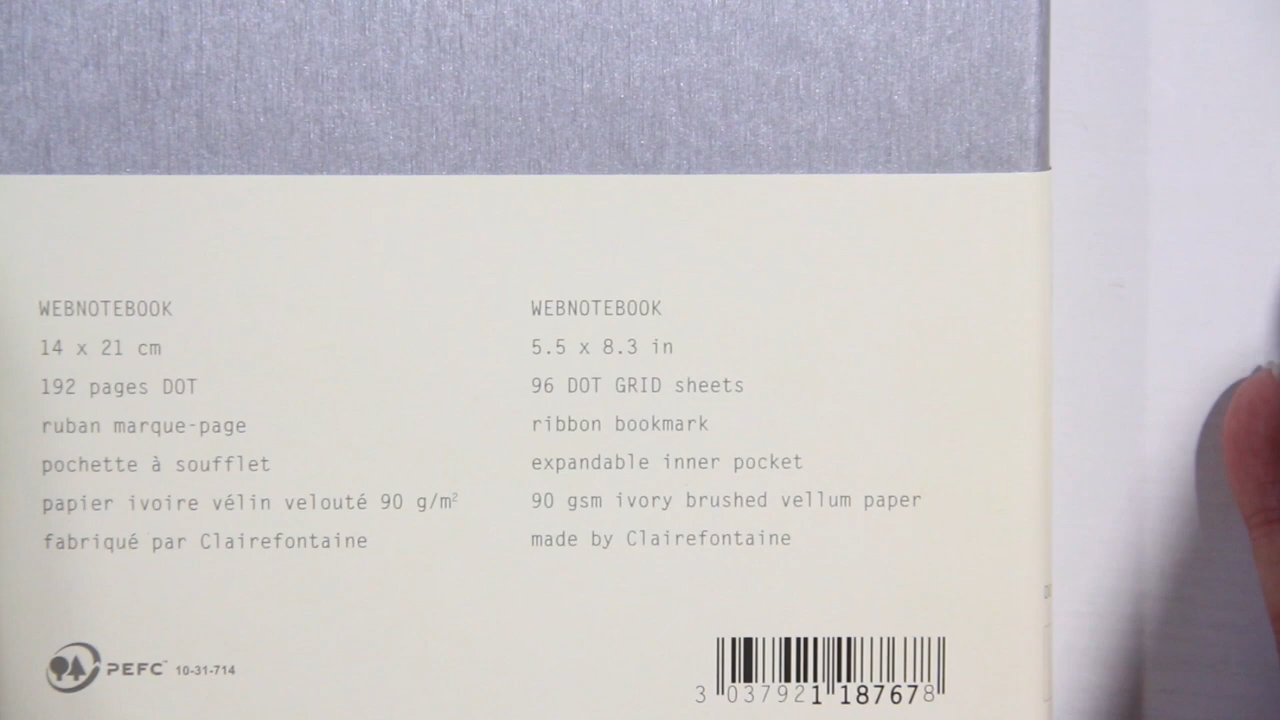 WEBNOTEBOOK
14 x 21 cm
192 pages DOT
ruban marque-page
pochette à soufflet
papier ivoire vélin velouté 90 g/m²
fabriqué par Clairefontaine
WEBNOTEBOOK
5.5 x 8.3 in
96 DOT GRID sheets
ribbon bookmark
expandable inner pocket
90 gsm ivory brushed vellum paper
made by Clairefontaine
PEFC™ 10-31-714
3 037921 187678